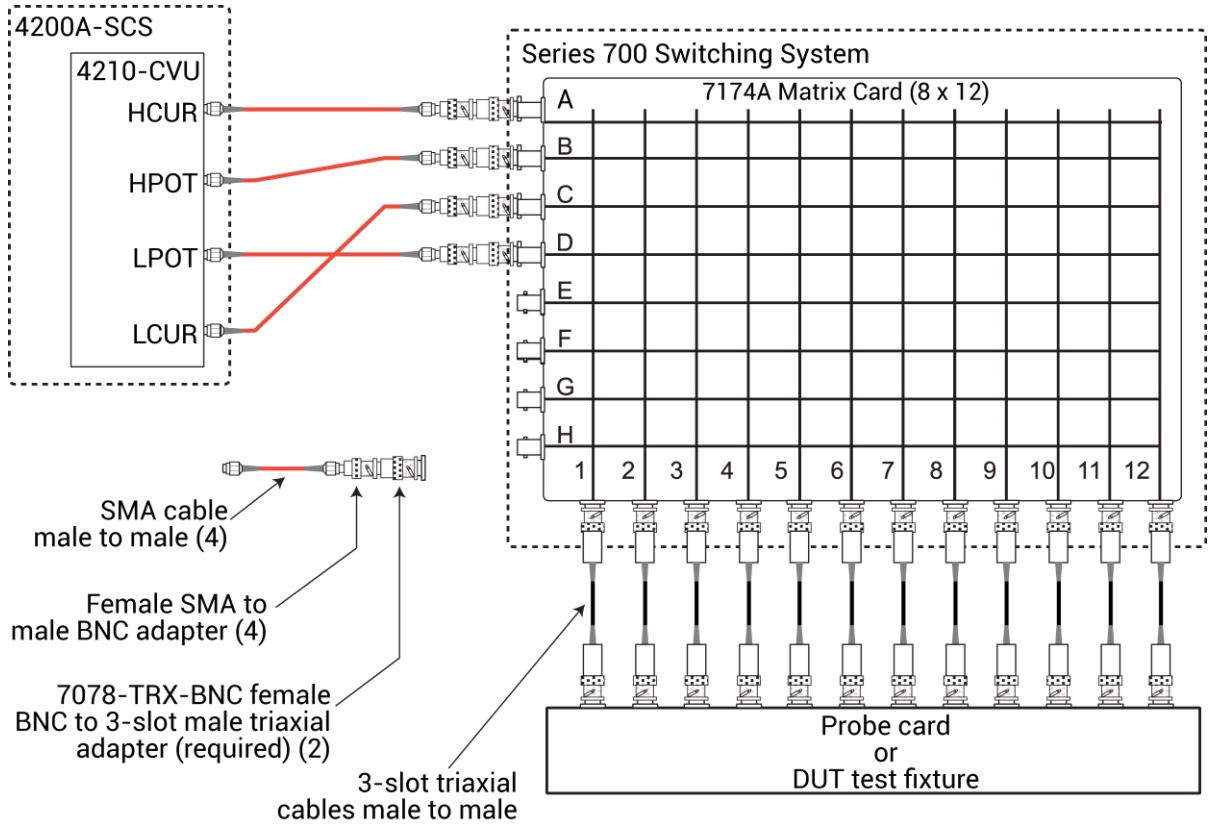 4200A-SCS
4210-CVU
HCUR
HPOT
LPOT
LCUR
Series 700 Switching System
7174A Matrix Card (8 x 12)
A
B
C
D
E
F
G
H
1 2 3 4 5 6 7 8 9 10 11 12
SMA cable
male to male (4)
Female SMA to
male BNC adapter (4)
7078-TRX-BNC female
BNC to 3-slot male triaxial
adapter (required) (2)
3-slot triaxial
cables male to male
Probe card
or
DUT test fixture